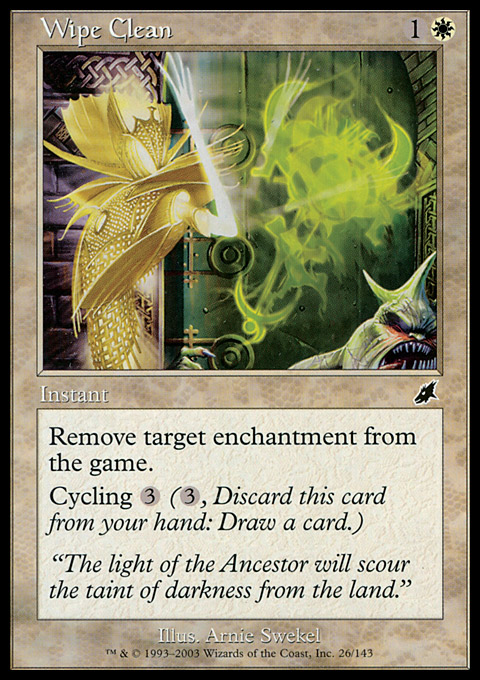 Wipe Clean 1
Instant
Remove target enchantment from
the game.
Cycling 3 (3, Discard this card
from your hand: Draw a card.)
“The light of the Ancestor will scour
the taint of darkness from the land.”
Illus. Arnie Swekel
™ & © 1993–2003 Wizards of the Coast, Inc. 26/143